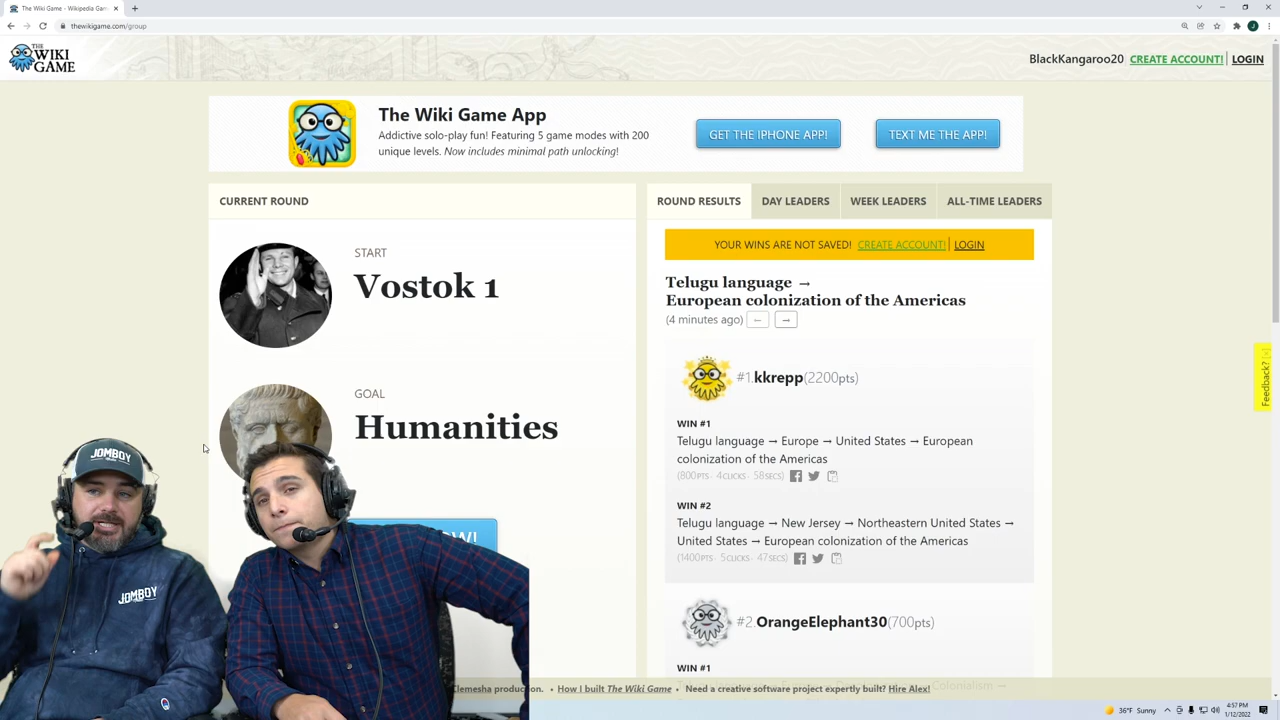 The Wiki Game - Wikipedia Gam
thewikigame.com/group
THE
WIKI
GAME
BlackKangaroo20 CREATE ACCOUNT! LOGIN
The Wiki Game App
Addictive solo-play fun! Featuring 5 game modes with 200
unique levels. Now includes minimal path unlocking!
GET THE IPHONE APP!
TEXT ME THE APP!
CURRENT ROUND
START
Vostok 1
GOAL
Humanities
W!
ROUND RESULTS
DAY LEADERS
WEEK LEADERS
ALL-TIME LEADERS
YOUR WINS ARE NOT SAVED! CREATE ACCOUNT! LOGIN
Telugu language →
European colonization of the Americas
(4 minutes ago) ← →
#1. kkrepp (2200pts)
WIN #1
Telugu language → Europe → United States → European
colonization of the Americas
(800PTS · 4CLICKS · 58SECS)
WIN #2
Telugu language → New Jersey → Northeastern United States →
United States → European colonization of the Americas
(1400PTS · 5CLICKS · 47SECS)
#2. OrangeElephant30 (700pts)
WIN #1
Colonialism →
Feedback? [x]
JOMBOY
JOMBOY
Clemesha production. • How I built The Wiki Game • Need a creative software project expertly built? Hire Alex!
36°F Sunny
4:57 PM
1/12/2022